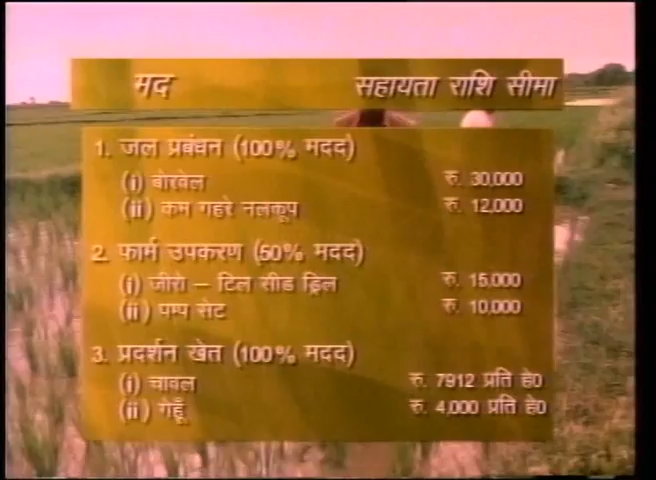 मद सहायता राशि सीमा
1. जल प्रबंधन (100% मदद)
(i) बोरवेल रु. 30,000
(ii) कम गहरे नलकूप रु. 12,000
2. फार्म उपकरण (50% मदद)
(i) जीरो – टिल सीड ड्रिल रु. 15,000
(ii) पम्प सेट रु. 10,000
3. प्रदर्शन खेत (100% मदद)
(i) चावल रु. 7912 प्रति हे0
(ii) गेहूँ रु. 4,000 प्रति हे0